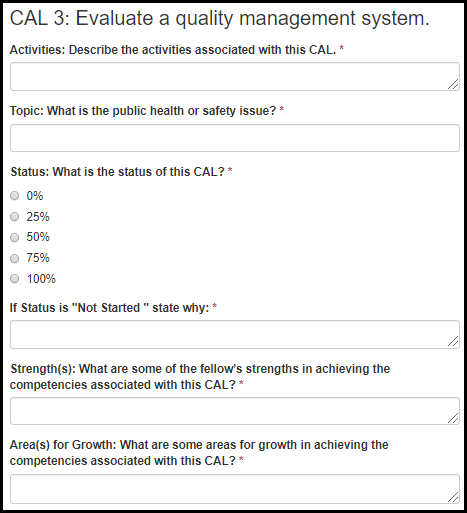 CAL 3: Evaluate a quality management system.
Activities: Describe the activities associated with this CAL. *
Topic: What is the public health or safety issue? *
Status: What is the status of this CAL? *
0%
25%
50%
75%
100%
If Status is "Not Started " state why: *
Strength(s): What are some of the fellow's strengths in achieving the
competencies associated with this CAL? *
Area(s) for Growth: What are some areas for growth in achieving the
competencies associated with this CAL? *